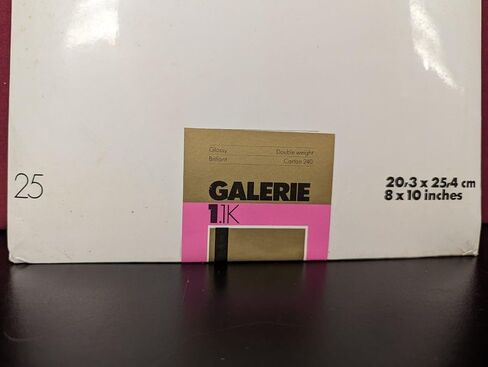 Glossy Double weight
Brillant Carton 240
GALERIE
1.1K
25
20,3 x 25,4 cm
8 x 10 inches